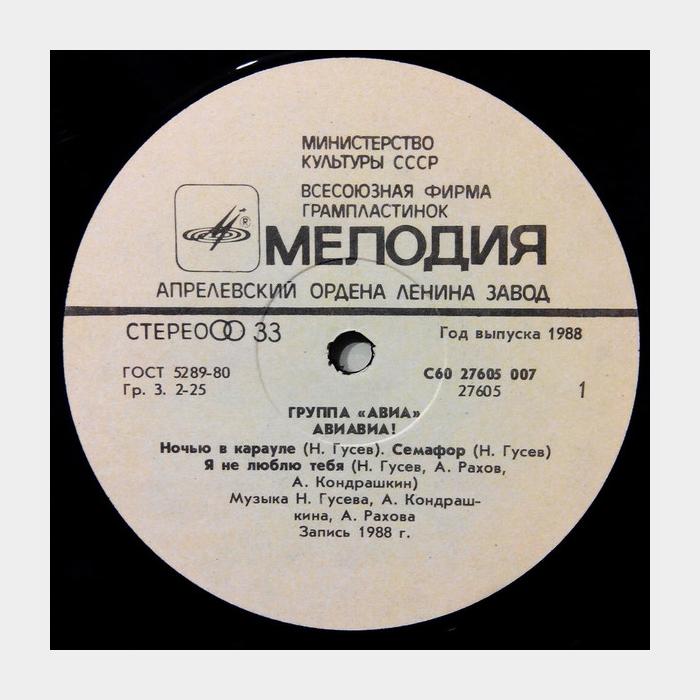 МИНИСТЕРСТВО
КУЛЬТУРЫ СССР
ВСЕСОЮЗНАЯ ФИРМА
ГРАМПЛАСТИНОК
®
МЕЛОДИЯ
АПРЕЛЕВСКИЙ ОРДЕНА ЛЕНИНА ЗАВОД
СТЕРЕО 33
Год выпуска 1988
ГОСТ 5289-80
Гр. 3. 2-25
С60 27605 007
27605
1
ГРУППА «АВИА»
АВИАВИА!
Ночью в карауле (Н. Гусев). Семафор (Н. Гусев)
Я не люблю тебя (Н. Гусев, А. Рахов,
А. Кондрашкин)
Музыка Н. Гусева, А. Кондраш-
кина, А. Рахова
Запись 1988 г.